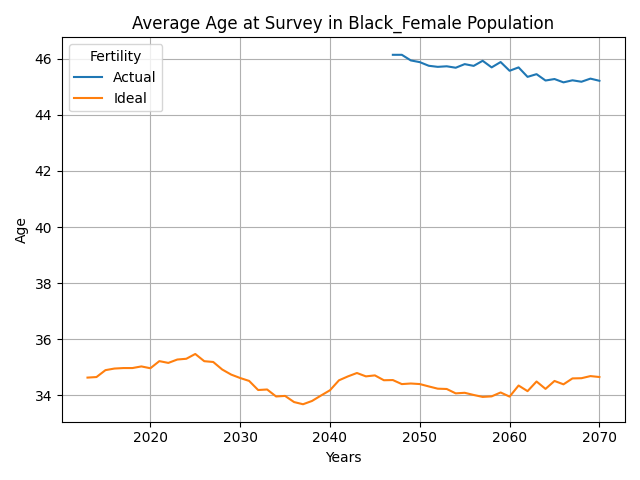 Average Age at Survey in Black_Female Population
Fertility
Actual
Ideal
Age
46
44
42
40
38
36
34
2020 2030 2040 2050 2060 2070
Years